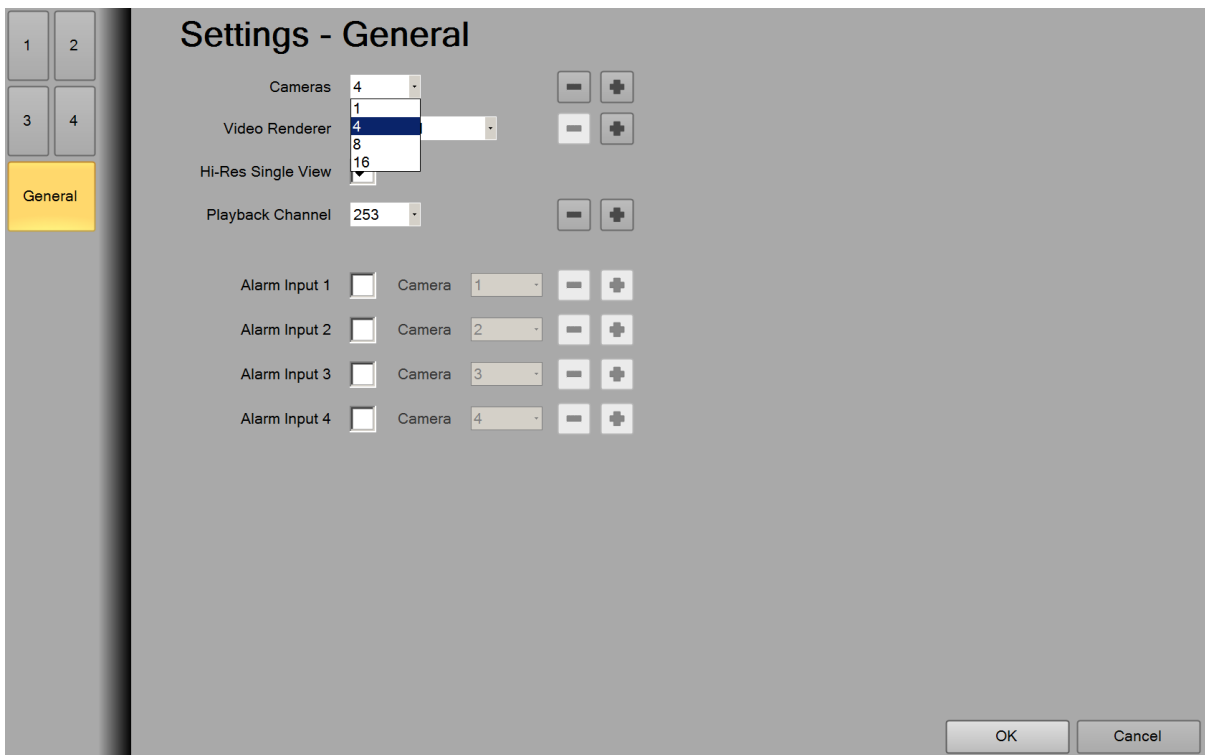 1 2
Settings - General
Cameras 4
1
3 4
Video Renderer
4
8
16
Hi-Res Single View
General
Playback Channel 253
Alarm Input 1 Camera 1
Alarm Input 2 Camera 2
Alarm Input 3 Camera 3
Alarm Input 4 Camera 4
OK Cancel